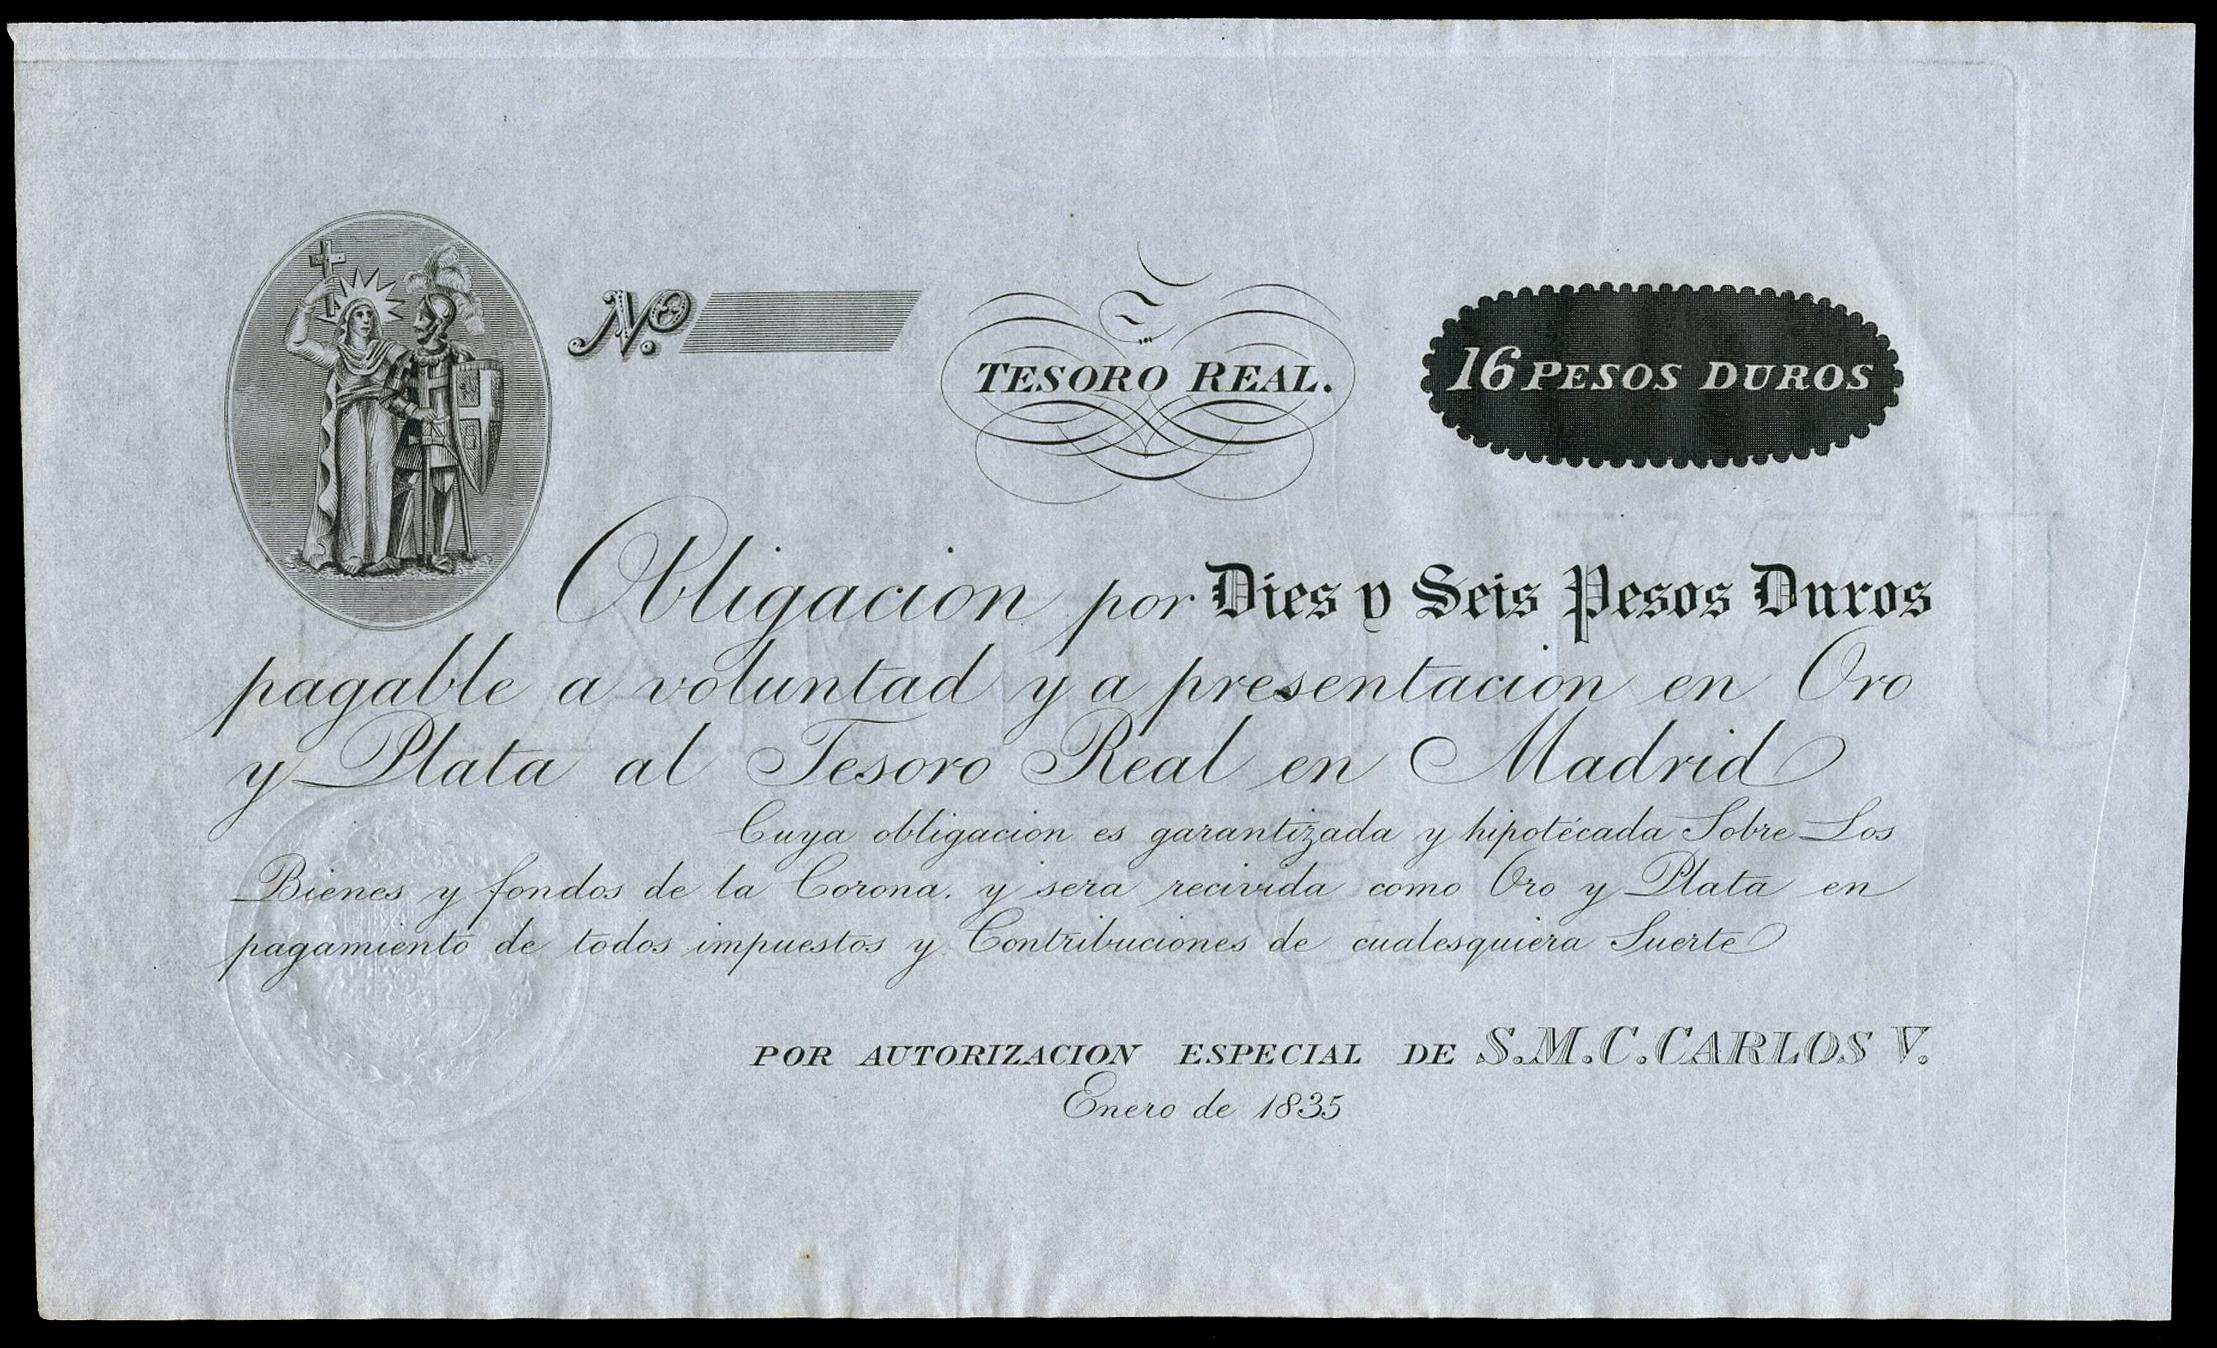 No.
TESORO REAL.
16 PESOS DUROS
Obligacion por Dies y Seis Pesos Duros
pagable a voluntad y a presentacion en Oro
y Plata al Tesoro Real en Madrid
Cuya obligacion es garantizada y hipotécada Sobre Los
Bienes y fondos de la Corona. y sera recivida como Oro y Plata en
pagamiento de todos impuestos y Contribuciones de cualesquiera Suerte
POR AUTORIZACION ESPECIAL DE S.M.C. CARLOS V.
Enero de 1835